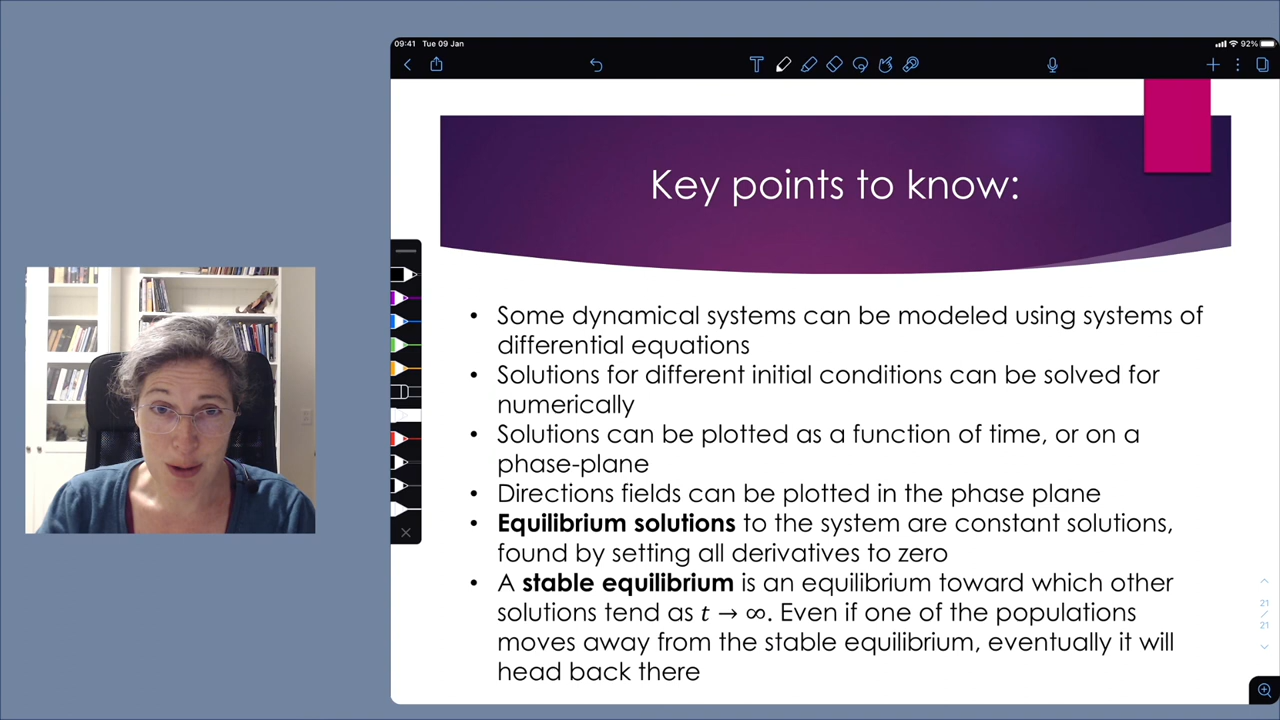 09:41 Tue 09 Jan
92%
Key points to know:
• Some dynamical systems can be modeled using systems of
differential equations
• Solutions for different initial conditions can be solved for
numerically
• Solutions can be plotted as a function of time, or on a
phase-plane
• Directions fields can be plotted in the phase plane
• Equilibrium solutions to the system are constant solutions,
found by setting all derivatives to zero
• A stable equilibrium is an equilibrium toward which other
solutions tend as t → ∞. Even if one of the populations
moves away from the stable equilibrium, eventually it will
head back there
21
/
21